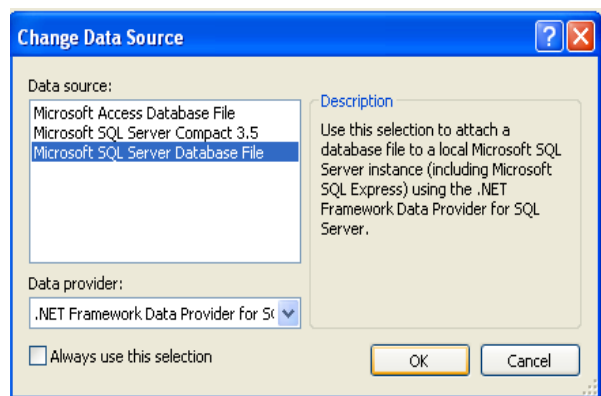 Change Data Source
Data source:
Microsoft Access Database File
Microsoft SQL Server Compact 3.5
Microsoft SQL Server Database File
Description
Use this selection to attach a
database file to a local Microsoft SQL
Server instance (including Microsoft
SQL Express) using the .NET
Framework Data Provider for SQL
Server.
Data provider:
.NET Framework Data Provider for S
Always use this selection
OK
Cancel